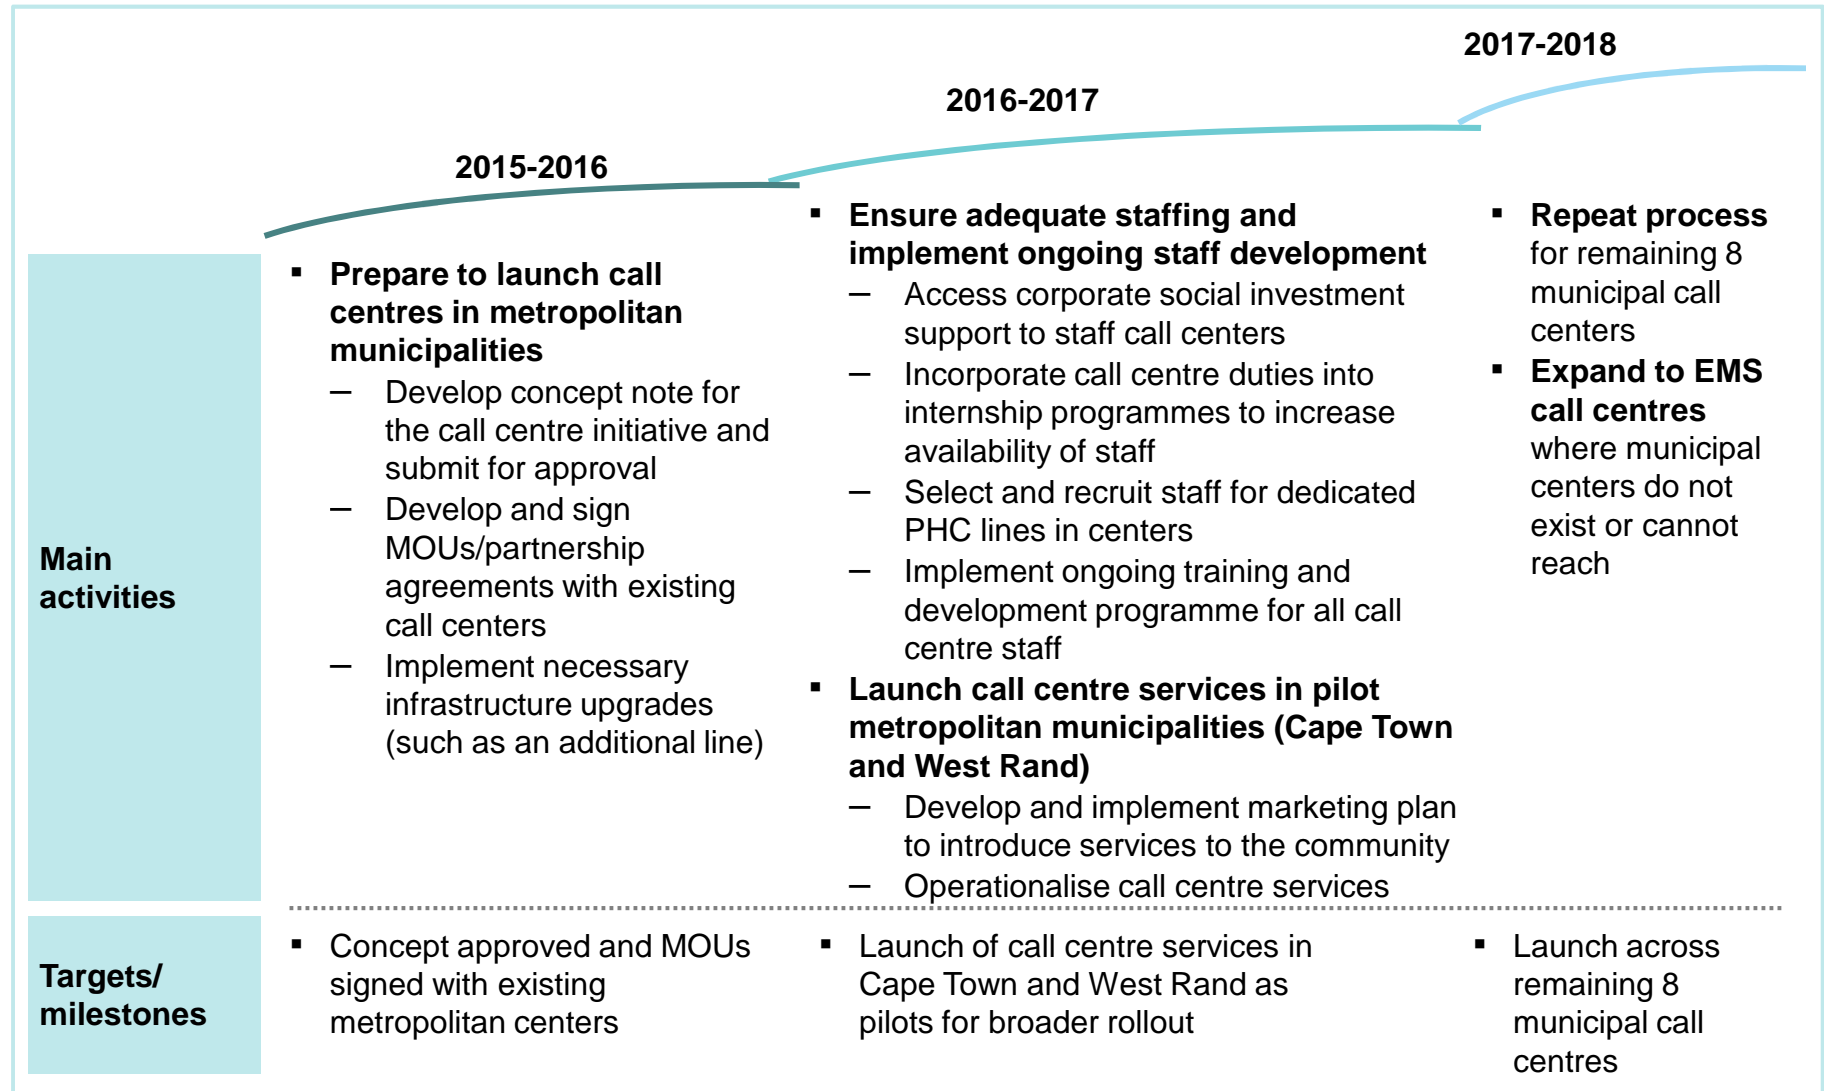 2015-2016
2016-2017
2017-2018
Main
activities
▪ Prepare to launch call
centres in metropolitan
municipalities
– Develop concept note for
the call centre initiative and
submit for approval
– Develop and sign
MOUs/partnership
agreements with existing
call centers
– Implement necessary
infrastructure upgrades
(such as an additional line)
▪ Ensure adequate staffing and
implement ongoing staff development
– Access corporate social investment
support to staff call centers
– Incorporate call centre duties into
internship programmes to increase
availability of staff
– Select and recruit staff for dedicated
PHC lines in centers
– Implement ongoing training and
development programme for all call
centre staff
▪ Launch call centre services in pilot
metropolitan municipalities (Cape Town
and West Rand)
– Develop and implement marketing plan
to introduce services to the community
– Operationalise call centre services
▪ Repeat process
for remaining 8
municipal call
centers
▪ Expand to EMS
call centres
where municipal
centers do not
exist or cannot
reach
Targets/
milestones
▪ Concept approved and MOUs
signed with existing
metropolitan centers
▪ Launch of call centre services in
Cape Town and West Rand as
pilots for broader rollout
▪ Launch across
remaining 8
municipal call
centres